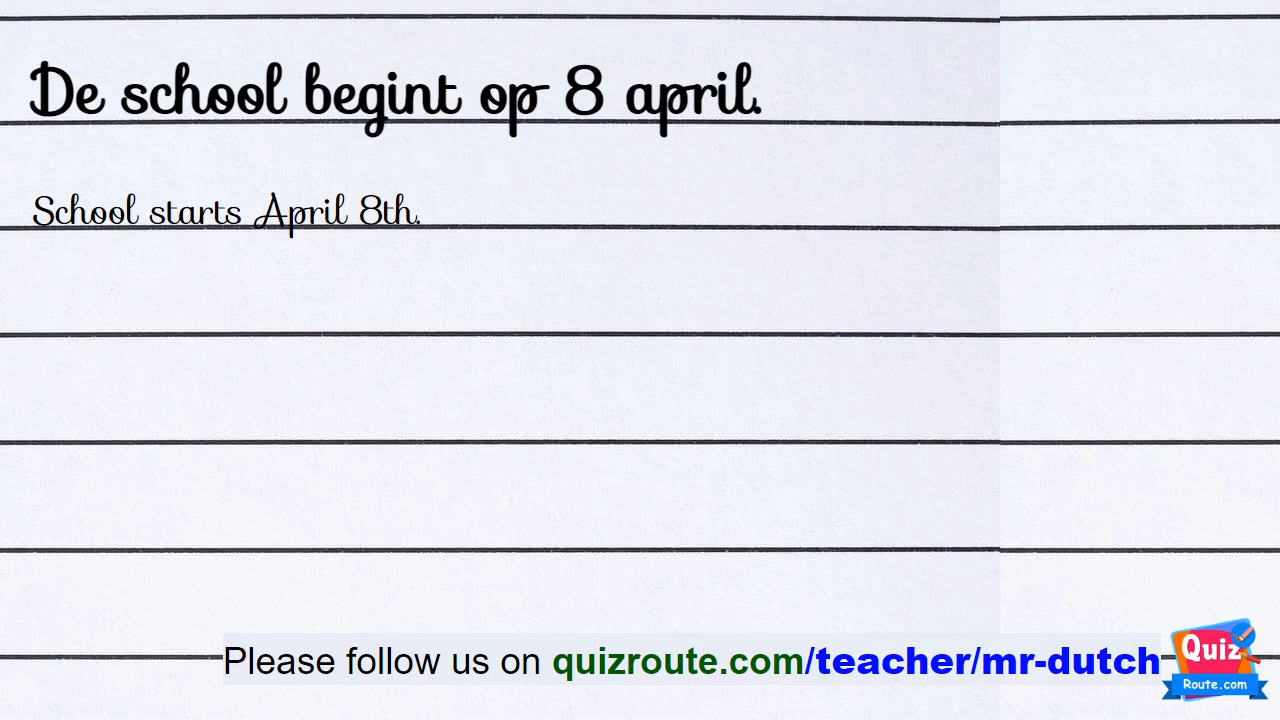 De school begint op 8 april.
School starts April 8th.
Please follow us on quizroute.com/teacher/mr-dutch
Quiz
Route.com